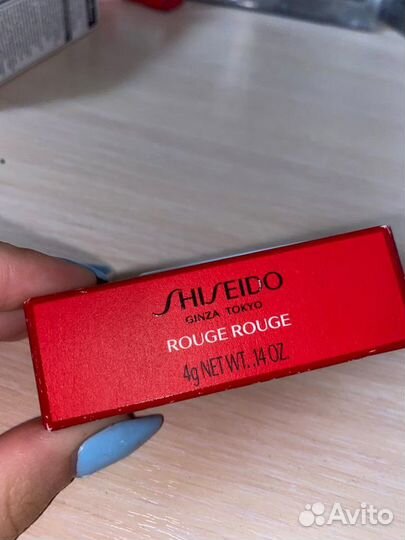 SHISEIDO
GINZA TOKYO
ROUGE ROUGE
4g NET WT. .14 OZ.
Avito